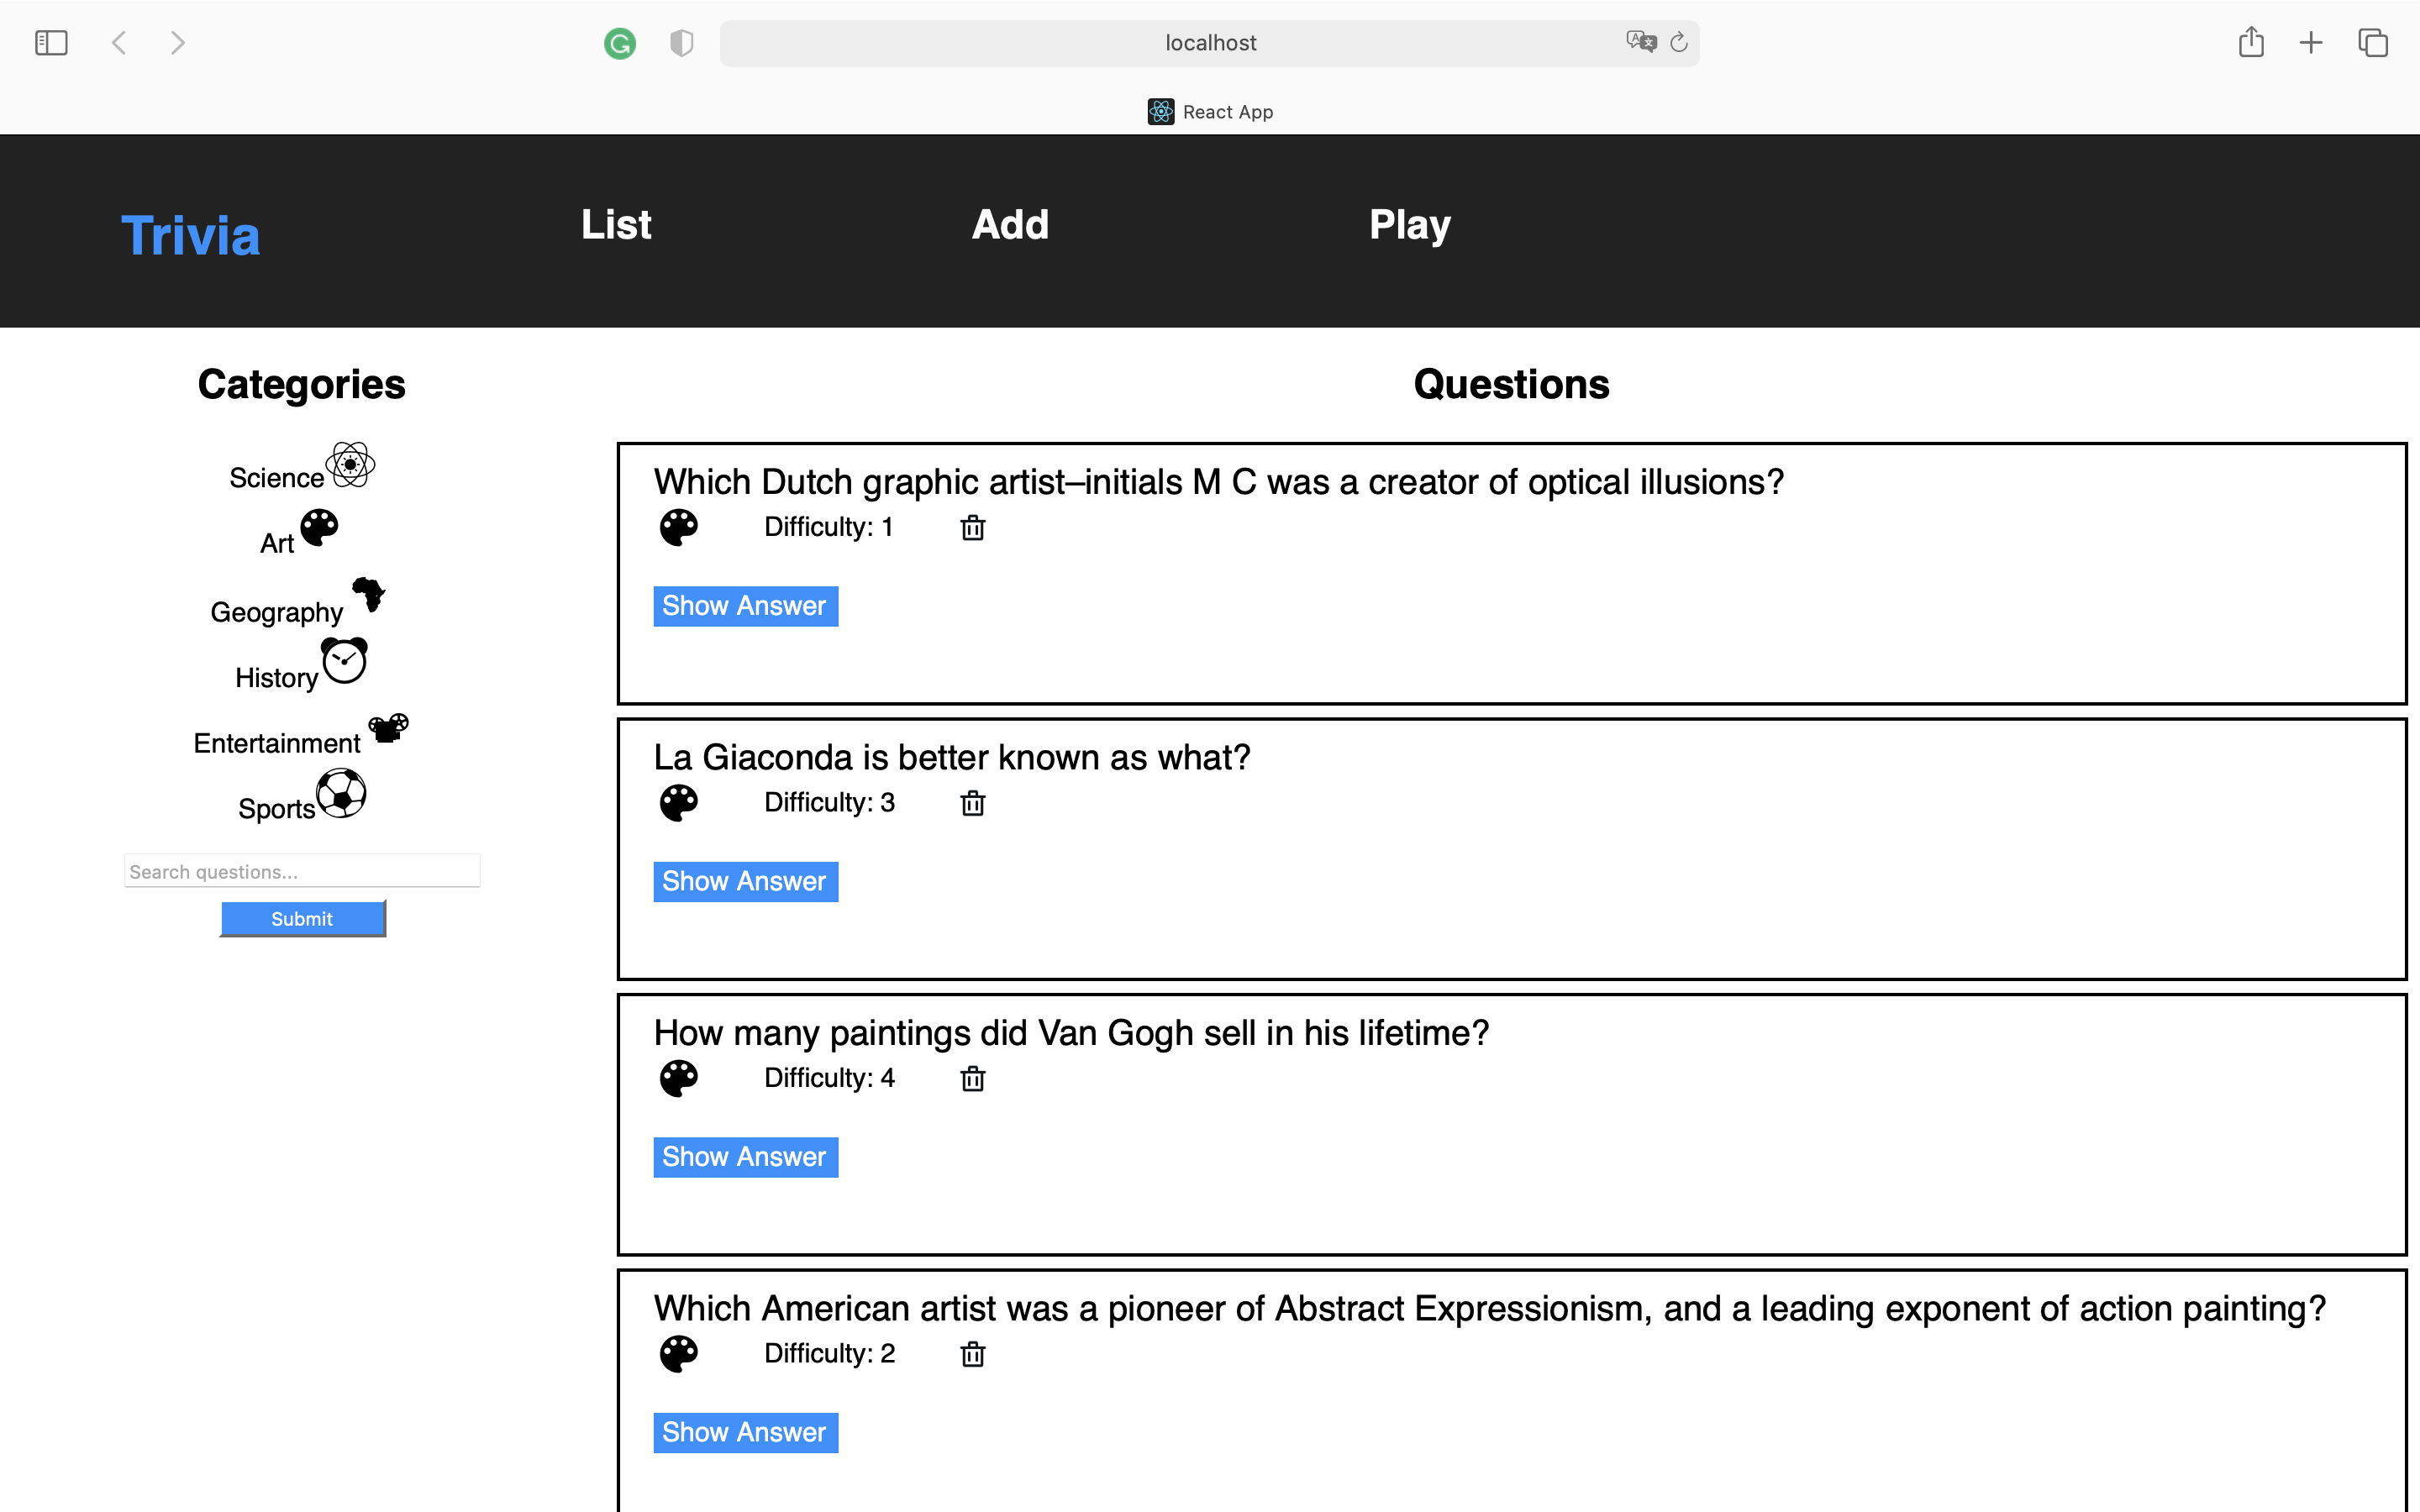 localhost
React App
Trivia
List
Add
Play
Categories
Science
Art
Geography
History
Entertainment
Sports
Search questions...
Submit
Questions
Which Dutch graphic artist–initials M C was a creator of optical illusions?
Difficulty: 1
Show Answer
La Giaconda is better known as what?
Difficulty: 3
Show Answer
How many paintings did Van Gogh sell in his lifetime?
Difficulty: 4
Show Answer
Which American artist was a pioneer of Abstract Expressionism, and a leading exponent of action painting?
Difficulty: 2
Show Answer